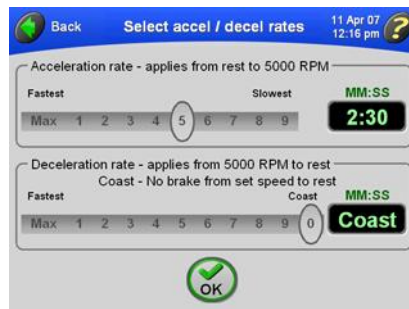 Back
Select accel / decel rates
11 Apr 07
12:16 pm
?
Acceleration rate - applies from rest to 5000 RPM
Fastest Slowest MM:SS
Max 1 2 3 4 5 6 7 8 9 2:30
Deceleration rate - applies from 5000 RPM to rest
Coast - No brake from set speed to rest
Fastest Coast MM:SS
Max 1 2 3 4 5 6 7 8 9 0 Coast
OK